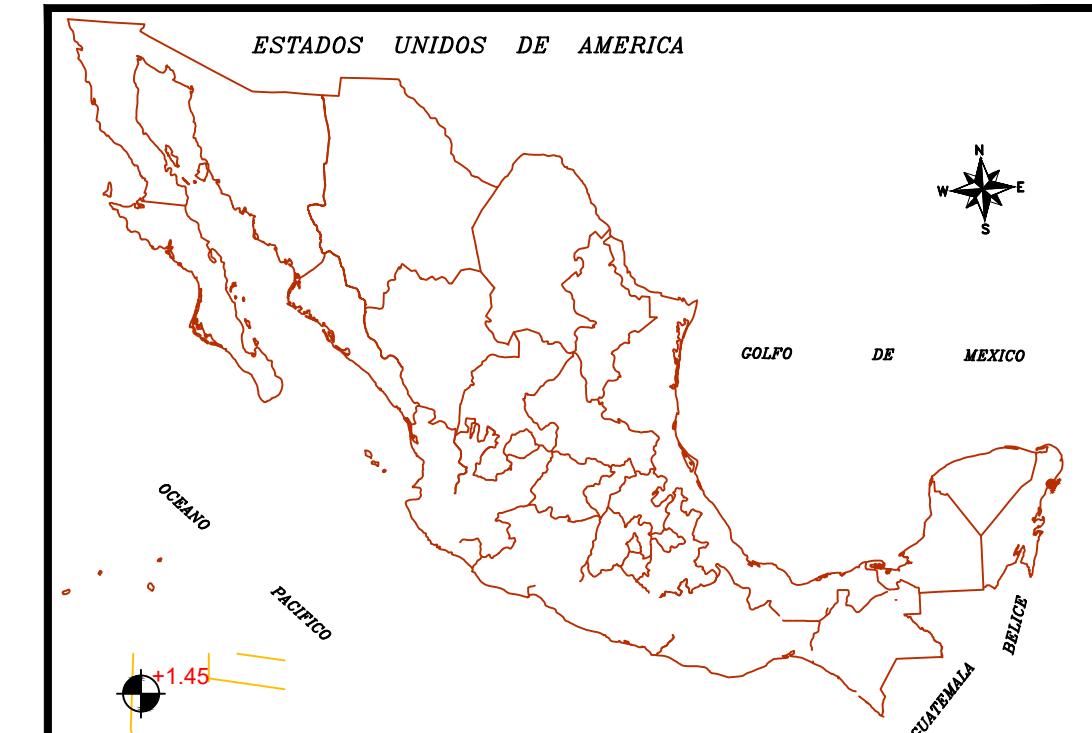 ESTADOS UNIDOS DE AMERICA
N
W E
S
GOLFO DE MEXICO
OCEANO
PACIFICO
BELICE
GUATEMALA
+1.45